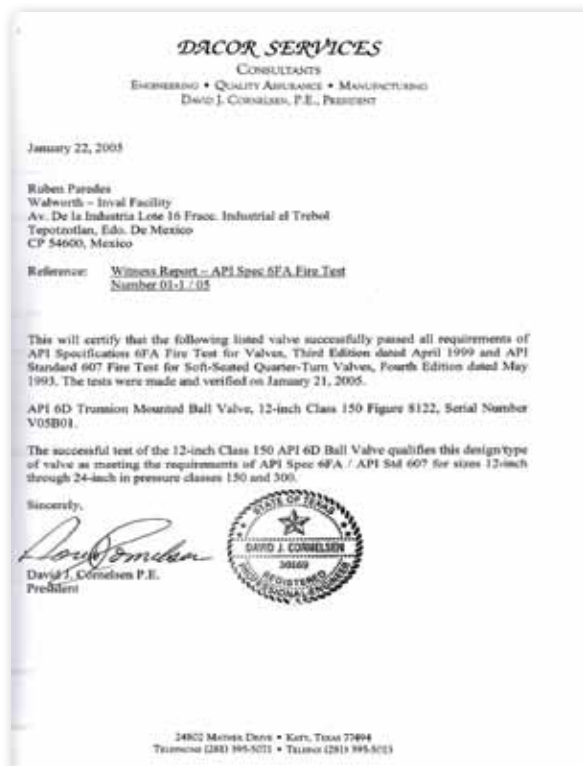 DACOR SERVICES
CONSULTANTS
ENGINEERING • QUALITY ASSURANCE • MANUFACTURING
DAVID J. CORNELSEN, P.E., PRESIDENT
January 22, 2005
Ruben Paredes
Walworth – Inval Facility
Av. De la Industria Lote 16 Fracc. Industrial el Trebol
Tepotzotlan, Edo. De Mexico
CP 54600, Mexico
Reference: Witness Report – API Spec 6FA Fire Test
Number 01-1 / 05
This will certify that the following listed valve successfully passed all requirements of
API Specification 6FA Fire Test for Valves, Third Edition dated April 1999 and API
Standard 607 Fire Test for Soft-Seated Quarter-Turn Valves, Fourth Edition dated May
1993. The tests were made and verified on January 21, 2005.
API 6D Trunnion Mounted Ball Valve, 12-inch Class 150 Figure 8122, Serial Number
V05B01.
The successful test of the 12-inch Class 150 API 6D Ball Valve qualifies this design/type
of valve as meeting the requirements of API Spec 6FA / API Std 607 for sizes 12-inch
through 24-inch in pressure classes 150 and 300.
Sincerely,
David J. Cornelsen P.E.
President
STATE OF TEXAS
DAVID J. CORNELSEN
REGISTERED
PROFESSIONAL ENGINEER
24802 MATHER DRIVE • KATY, TEXAS 77494